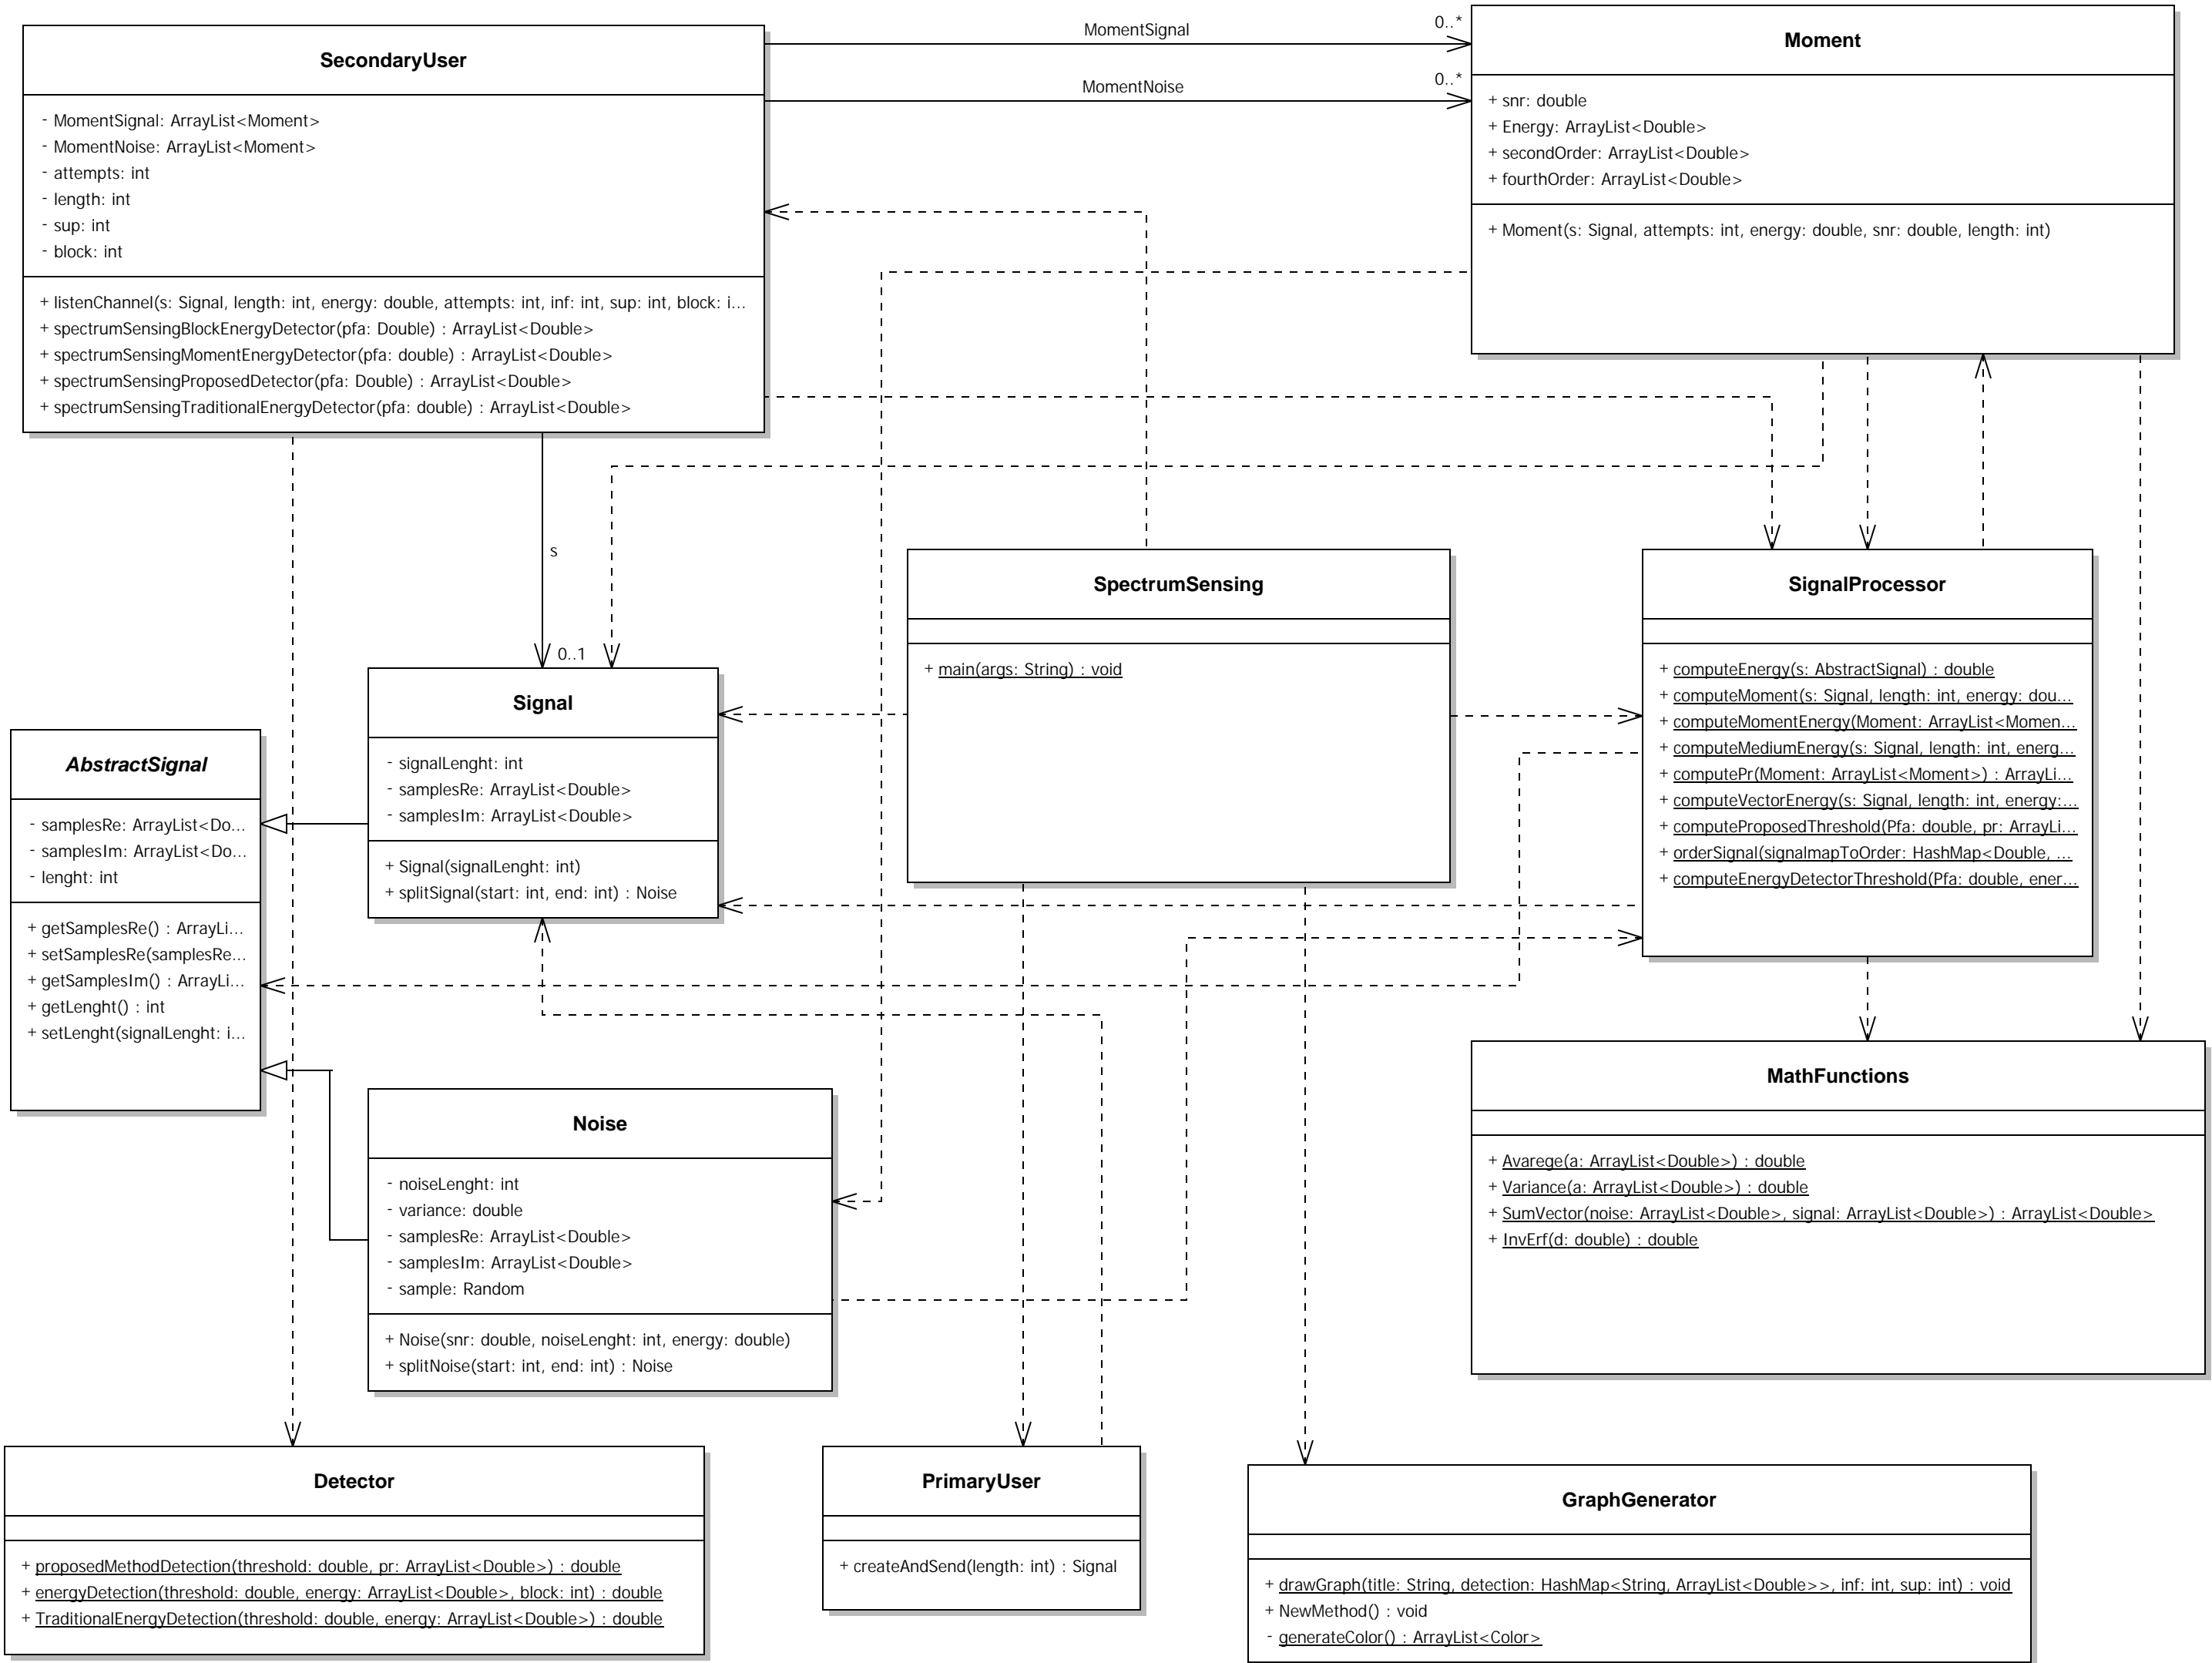 SecondaryUser
- MomentSignal: ArrayList<Moment>
- MomentNoise: ArrayList<Moment>
- attempts: int
- length: int
- sup: int
- block: int
+ listenChannel(s: Signal, length: int, energy: double, attempts: int, inf: int, sup: int, block: i...
+ spectrumSensingBlockEnergyDetector(pfa: Double) : ArrayList<Double>
+ spectrumSensingMomentEnergyDetector(pfa: double) : ArrayList<Double>
+ spectrumSensingProposedDetector(pfa: Double) : ArrayList<Double>
+ spectrumSensingTraditionalEnergyDetector(pfa: double) : ArrayList<Double>
MomentSignal
0..*
MomentNoise
0..*
Moment
+ snr: double
+ Energy: ArrayList<Double>
+ secondOrder: ArrayList<Double>
+ fourthOrder: ArrayList<Double>
+ Moment(s: Signal, attempts: int, energy: double, snr: double, length: int)
s
0..1
SpectrumSensing
+ main(args: String) : void
SignalProcessor
+ computeEnergy(s: AbstractSignal) : double
+ computeMoment(s: Signal, length: int, energy: dou...
+ computeMomentEnergy(Moment: ArrayList<Momen...
+ computeMediumEnergy(s: Signal, length: int, energ...
+ computePr(Moment: ArrayList<Moment>) : ArrayLi...
+ computeVectorEnergy(s: Signal, length: int, energy:...
+ computeProposedThreshold(Pfa: double, pr: ArrayLi...
+ orderSignal(signalmapToOrder: HashMap<Double, ...
+ computeEnergyDetectorThreshold(Pfa: double, ener...
Signal
- signalLenght: int
- samplesRe: ArrayList<Double>
- samplesIm: ArrayList<Double>
+ Signal(signalLenght: int)
+ splitSignal(start: int, end: int) : Noise
AbstractSignal
- samplesRe: ArrayList<Do...
- samplesIm: ArrayList<Do...
- lenght: int
+ getSamplesRe() : ArrayLi...
+ setSamplesRe(samplesRe...
+ getSamplesIm() : ArrayLi...
+ getLenght() : int
+ setLenght(signalLenght: i...
Noise
- noiseLenght: int
- variance: double
- samplesRe: ArrayList<Double>
- samplesIm: ArrayList<Double>
- sample: Random
+ Noise(snr: double, noiseLenght: int, energy: double)
+ splitNoise(start: int, end: int) : Noise
MathFunctions
+ Avarege(a: ArrayList<Double>) : double
+ Variance(a: ArrayList<Double>) : double
+ SumVector(noise: ArrayList<Double>, signal: ArrayList<Double>) : ArrayList<Double>
+ InvErf(d: double) : double
Detector
+ proposedMethodDetection(threshold: double, pr: ArrayList<Double>) : double
+ energyDetection(threshold: double, energy: ArrayList<Double>, block: int) : double
+ TraditionalEnergyDetection(threshold: double, energy: ArrayList<Double>) : double
PrimaryUser
+ createAndSend(length: int) : Signal
GraphGenerator
+ drawGraph(title: String, detection: HashMap<String, ArrayList<Double>>, inf: int, sup: int) : void
+ NewMethod() : void
- generateColor() : ArrayList<Color>